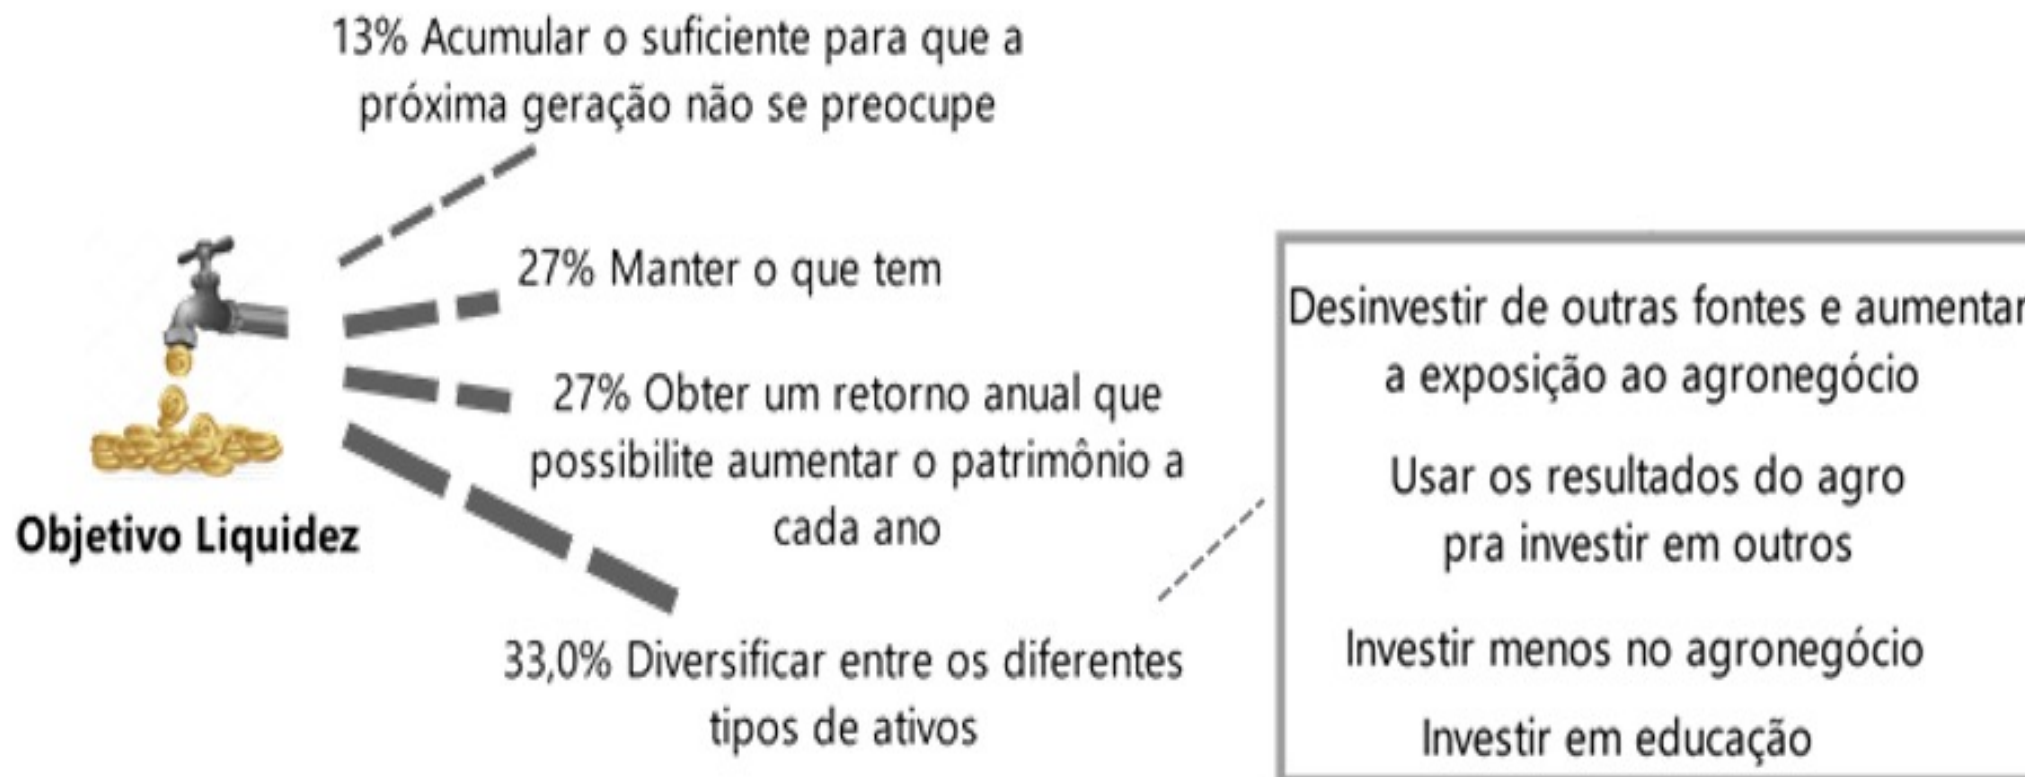 13% Acumular o suficiente para que a
próxima geração não se preocupe
27% Manter o que tem
27% Obter um retorno anual que
possibilite aumentar o patrimônio a
cada ano
33,0% Diversificar entre os diferentes
tipos de ativos
Objetivo Liquidez
Desinvestir de outras fontes e aumentar
a exposição ao agronegócio
Usar os resultados do agro
pra investir em outros
Investir menos no agronegócio
Investir em educação